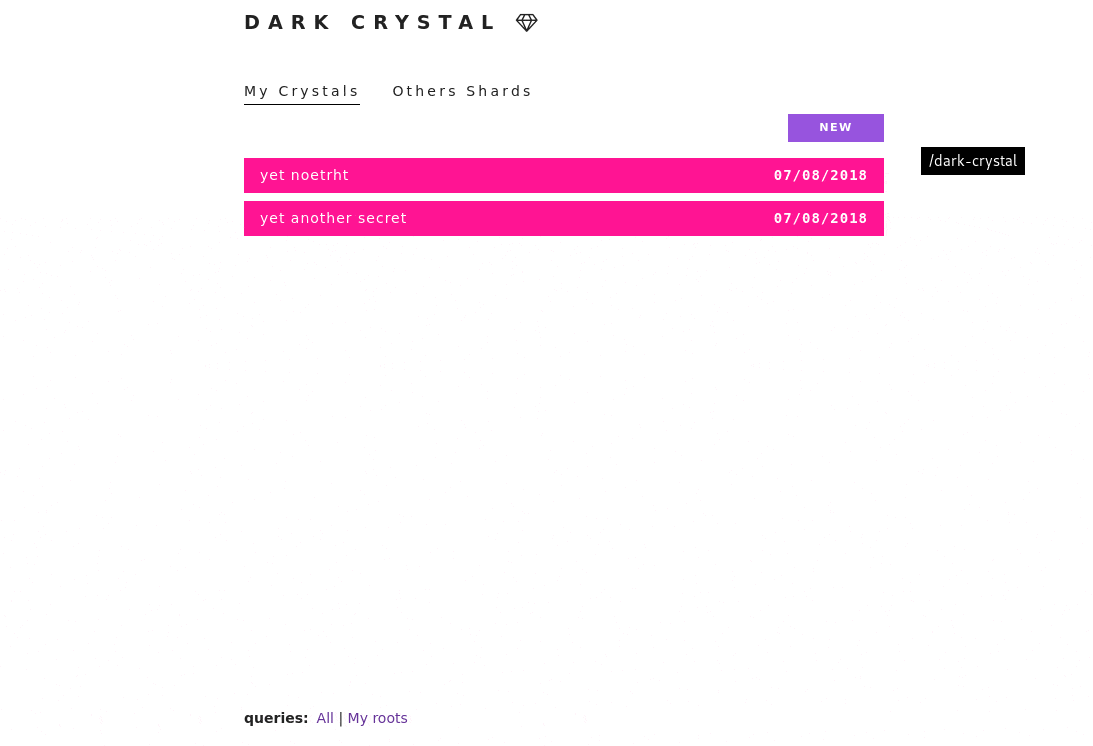 DARK CRYSTAL
My Crystals Others Shards
NEW
/dark-crystal
yet noetrht 07/08/2018
yet another secret 07/08/2018
queries: All | My roots